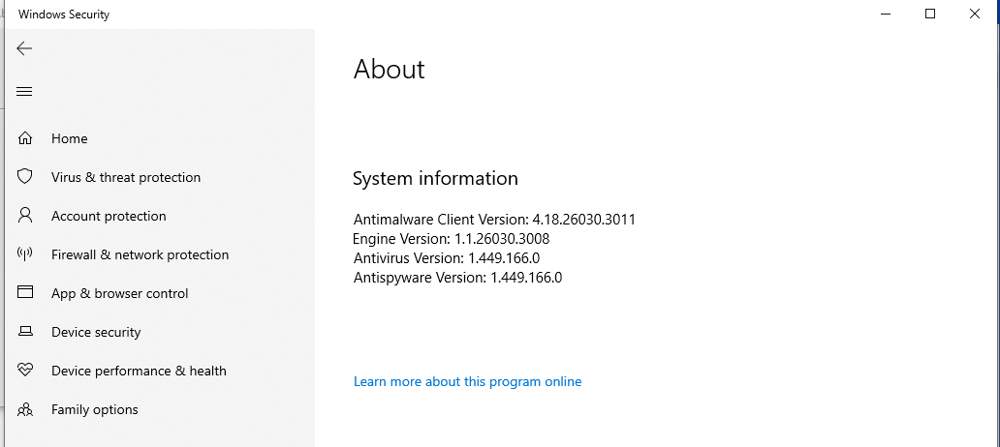 Windows Security
Home
Virus & threat protection
Account protection
Firewall & network protection
App & browser control
Device security
Device performance & health
Family options
About
System information
Antimalware Client Version: 4.18.26030.3011
Engine Version: 1.1.26030.3008
Antivirus Version: 1.449.166.0
Antispyware Version: 1.449.166.0
Learn more about this program online